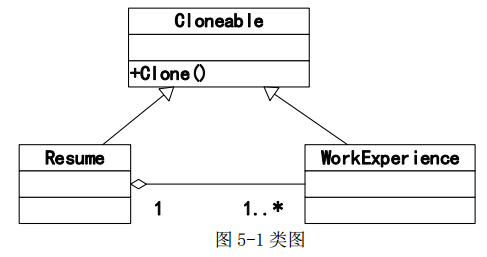 Cloneable
+Clone()
Resume
WorkExperience
1
1..*
图 5-1 类图